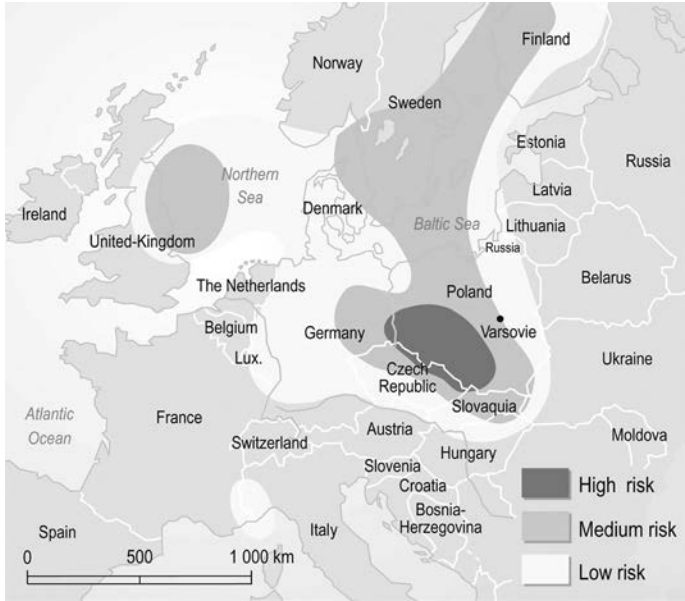 Finland
Norway
Sweden
Estonia
Russia
Northern
Sea
Latvia
Denmark
Ireland
Baltic Sea
Lithuania
United-Kingdom
Russia
Belarus
The Netherlands
Poland
Belgium
Germany
Varsovie
Lux.
Czech
Republic
Ukraine
Slovaquia
Atlantic
Ocean
France
Switzerland
Austria
Moldova
Hungary
Slovenia
Croatia
Bosnia-
Herzegovina
Spain
Italy
0
500
1 000 km
High risk
Medium risk
Low risk